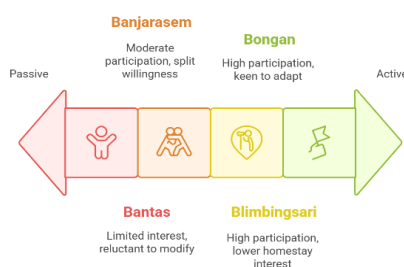 Banjarasem
Moderate
participation, split
willingness
Bongan
High participation,
keen to adapt
Passive
Active
Bantas
Limited interest,
reluctant to modify
Blimbingsari
High participation,
lower homestay
interest